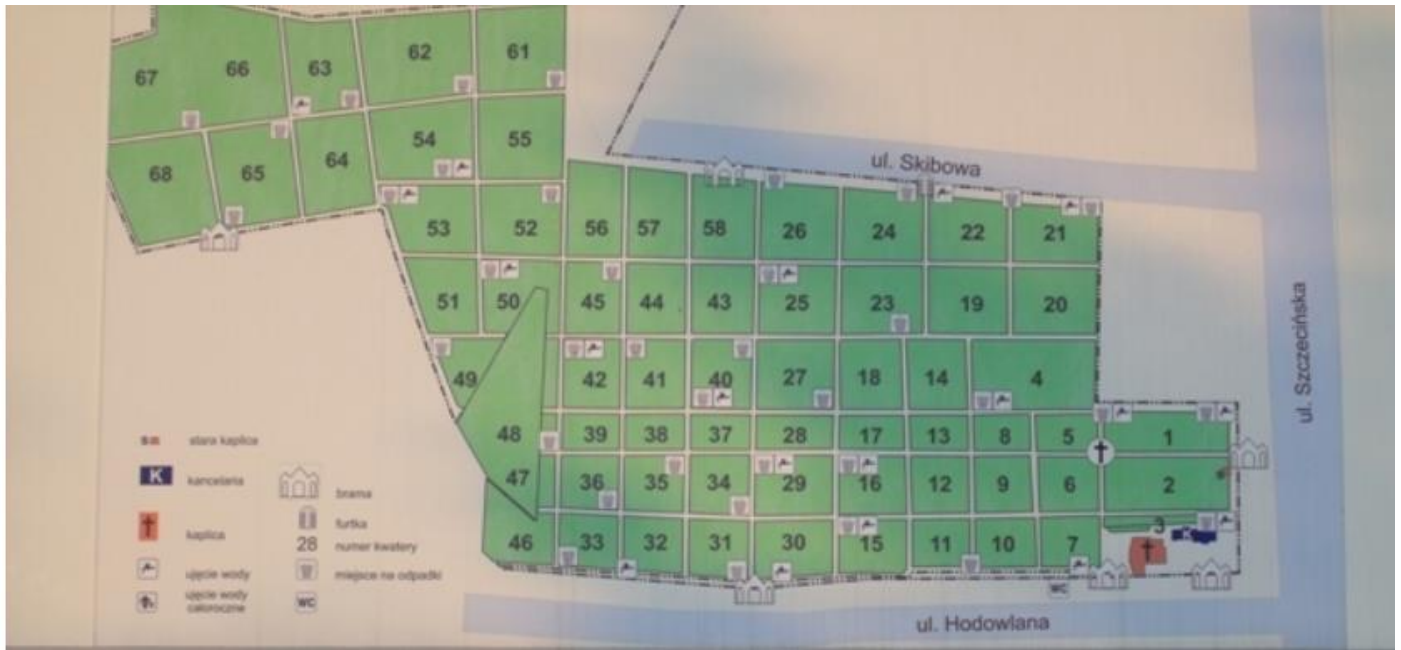 67 66 63 62 61
68 65 64 54 55
53 52 56 57 58 26 24 22 21
ul. Skibowa
51 50 45 44 43 25 23 19 20
49 42 41 40 27 18 14 4
48 39 38 37 28 17 13 8 5 1
47 36 35 34 29 16 12 9 6 2
46 33 32 31 30 15 11 10 7 3
K
WC
ul. Szczecińska
ul. Hodowlana
stara kaplica
K kancelaria
kaplica
ujęcie wody
ujęcie wody
całoroczne
brama
furtka
28 numer kwatery
miejsce na odpadki
WC